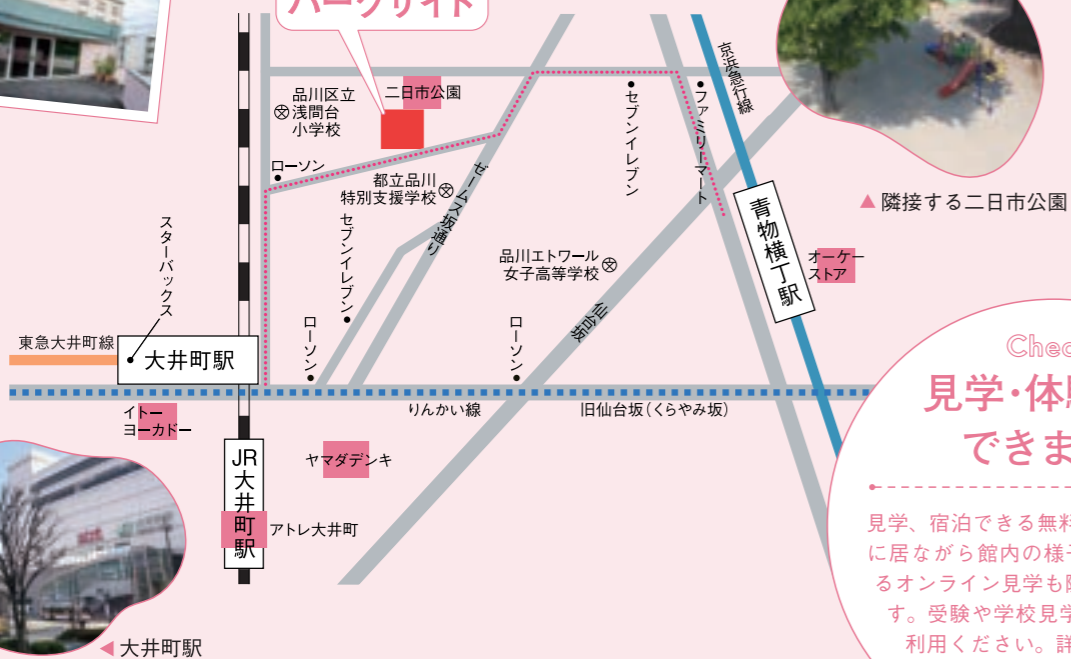 パークサイト
品川区立
浅間台
小学校
二日市公園
京浜急行線
セブンイレブン
ファミリーマート
ローソン
都立品川
特別支援学校
ゼームス坂通り
▲ 隣接する二日市公園
スターバックス
セブンイレブン
品川エトワール
女子高等学校
青物横丁駅
オーケー
ストア
仙台坂
ローソン
ローソン
東急大井町線
大井町駅
りんかい線
旧仙台坂(くらやみ坂)
イトー
ヨーカドー
JR大井町駅
ヤマダデンキ
アトレ大井町
◀ 大井町駅
Chec
見学・体験
できま
見学、宿泊できる無料
に居ながら館内の様子
るオンライン見学も
す。受験や学校見学
利用ください。詳